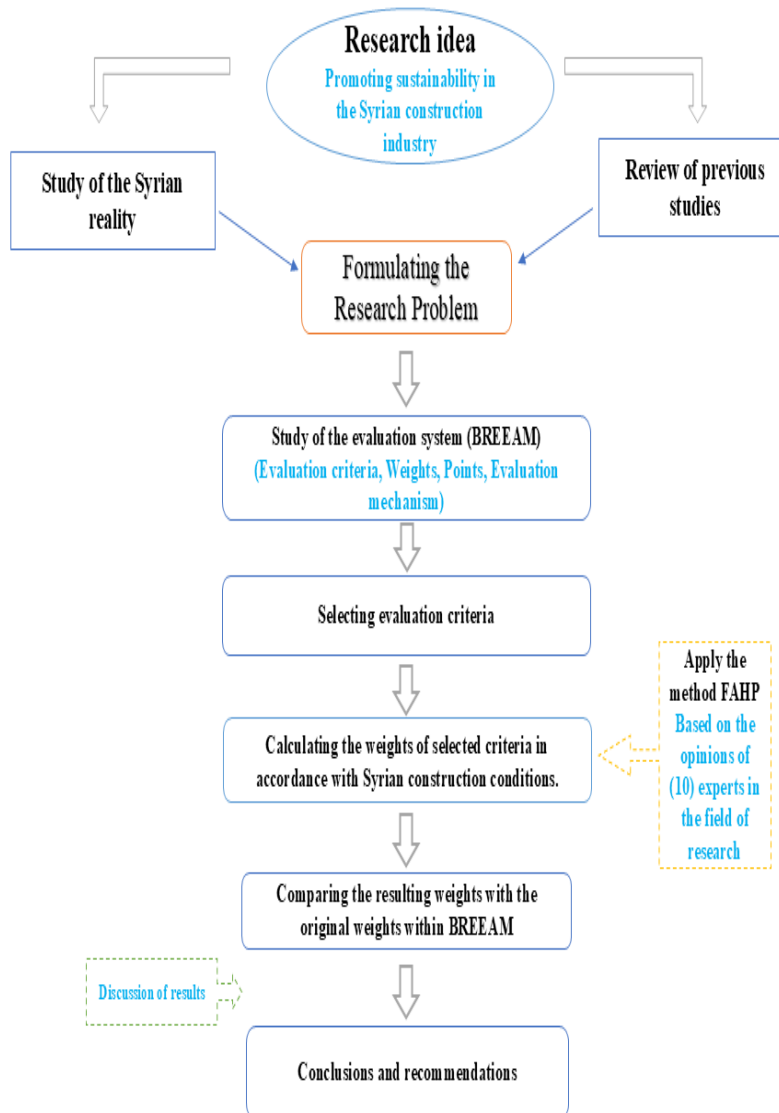 Research idea
Promoting sustainability in
the Syrian construction
industry
Study of the Syrian
reality
Review of previous
studies
Formulating the
Research Problem
Study of the evaluation system (BREEAM)
(Evaluation criteria, Weights, Points, Evaluation
mechanism)
Selecting evaluation criteria
Apply the
method FAHP
Based on the
opinions of
(10) experts in
the field of
research
Calculating the weights of selected criteria in
accordance with Syrian construction conditions.
Comparing the resulting weights with the
original weights within BREEAM
Discussion of results
Conclusions and recommendations